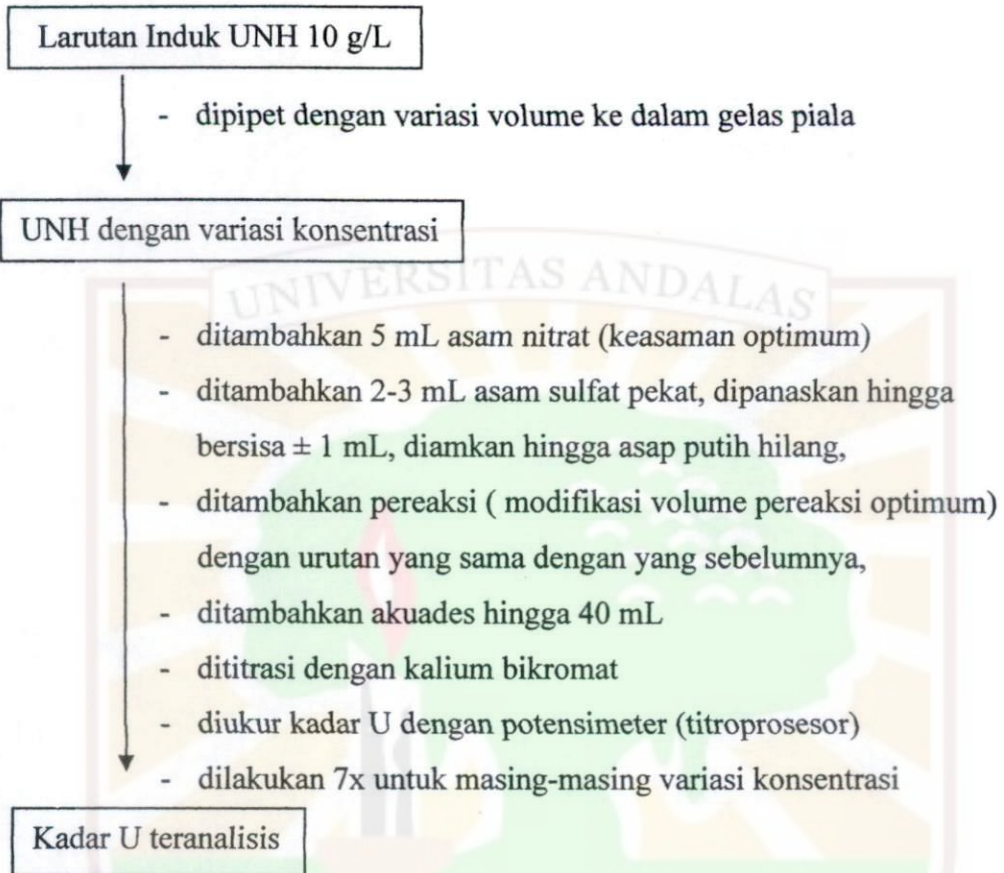 Larutan Induk UNH 10 g/L
- dipipet dengan variasi volume ke dalam gelas piala
UNH dengan variasi konsentrasi
UNIVERSITAS ANDALAS
- ditambahkan 5 mL asam nitrat (keasaman optimum)
- ditambahkan 2-3 mL asam sulfat pekat, dipanaskan hingga
bersisa ± 1 mL, diamkan hingga asap putih hilang,
- ditambahkan pereaksi ( modifikasi volume pereaksi optimum)
dengan urutan yang sama dengan yang sebelumnya,
- ditambahkan akuades hingga 40 mL
- dititrasi dengan kalium bikromat
- diukur kadar U dengan potensimeter (titroprosesor)
- dilakukan 7x untuk masing-masing variasi konsentrasi
Kadar U teranalisis